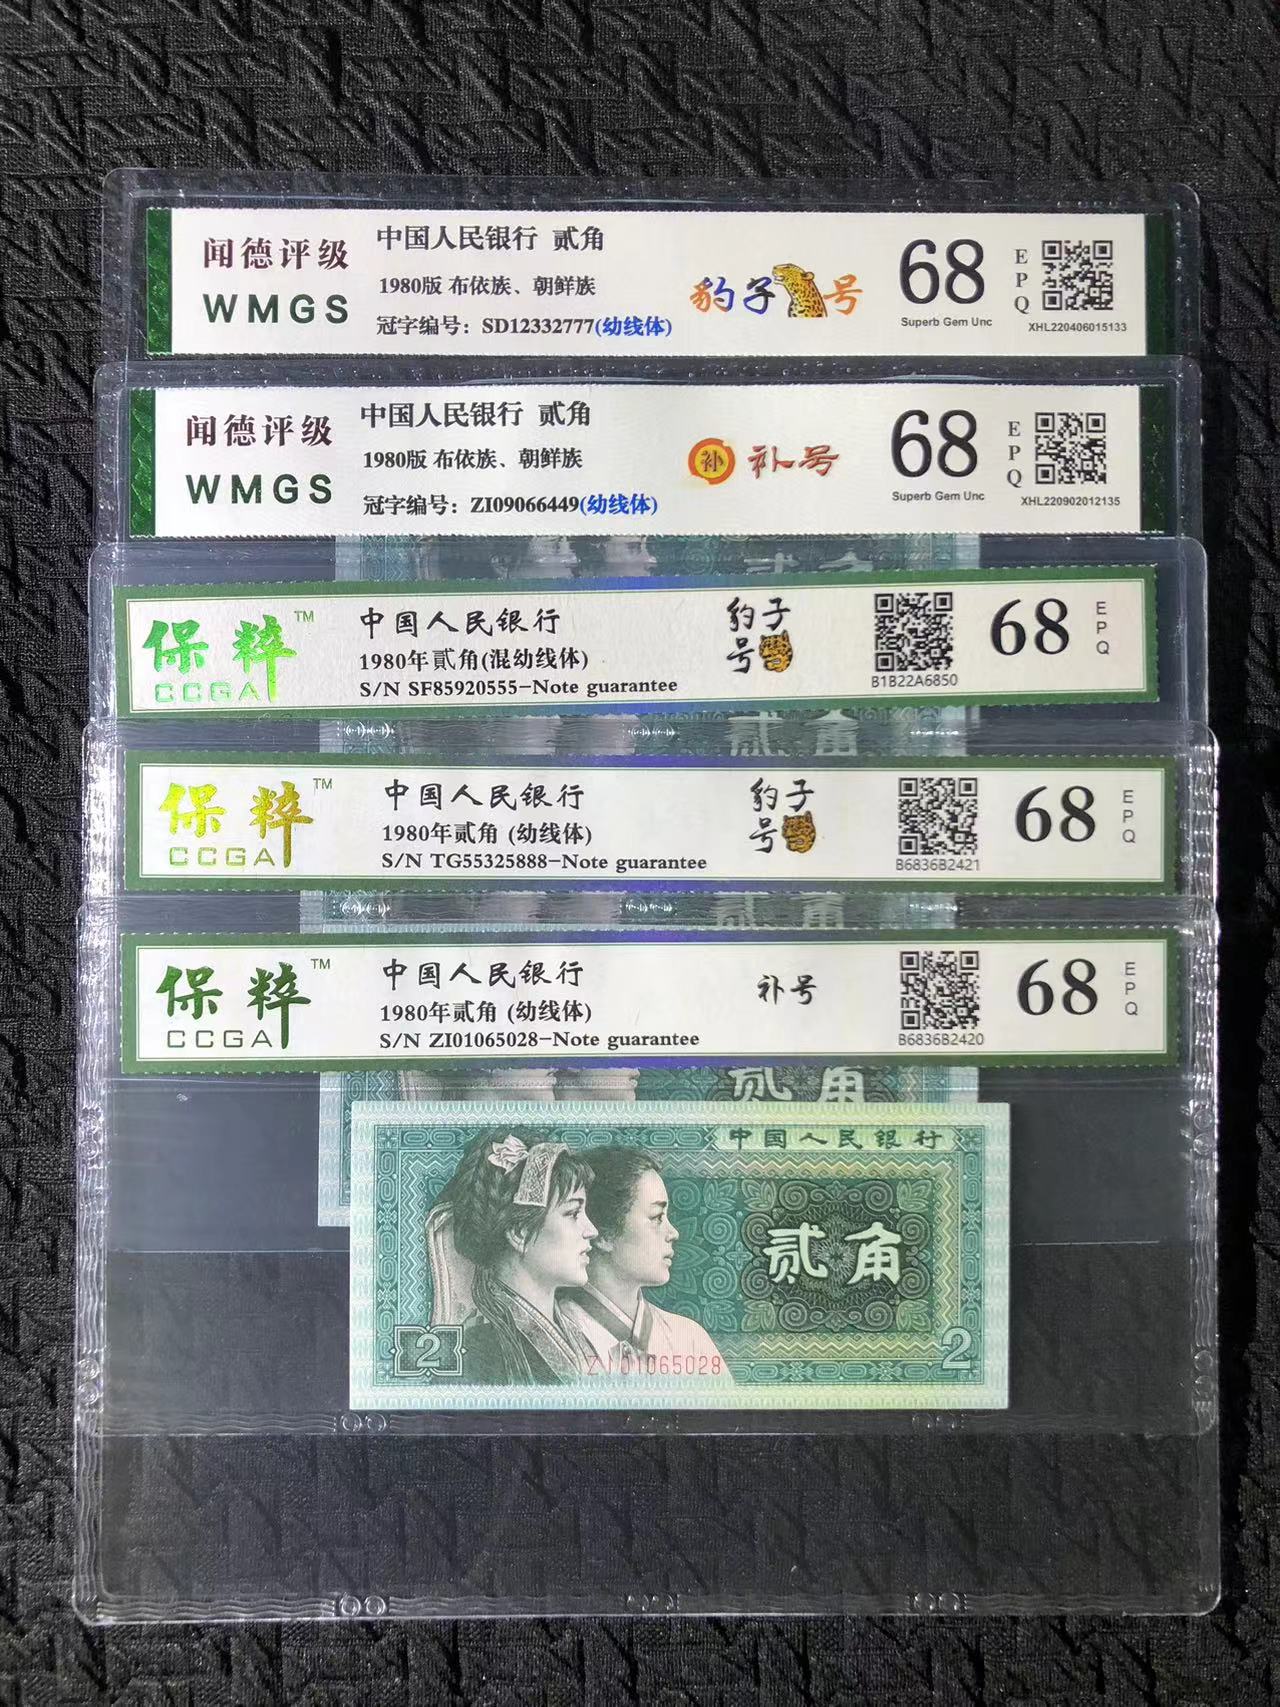 闻德评级
WMGS
中国人民银行 贰角
1980版 布依族、朝鲜族
冠字编号：SD12332777(幼线体)
豹子号
68
Superb Gem Unc
EPQ
XHL220406015133
闻德评级
WMGS
中国人民银行 贰角
1980版 布依族、朝鲜族
冠字编号：ZI09066449(幼线体)
补 补号
68
Superb Gem Unc
EPQ
XHL220902012135
保粹™
CCGA
中国人民银行
1980年贰角(混幼线体)
S/N SF85920555-Note guarantee
豹子
号
B1B22A6850
68
EPQ
贰角
保粹™
CCGA
中国人民银行
1980年贰角 (幼线体)
S/N TG55325888-Note guarantee
豹子
号
B6836B2421
68
EPQ
保粹™
CCGA
中国人民银行
1980年贰角 (幼线体)
S/N ZI01065028-Note guarantee
补号
B6836B2420
68
EPQ
贰角
中国人民银行
贰角
2
ZI01065028
2